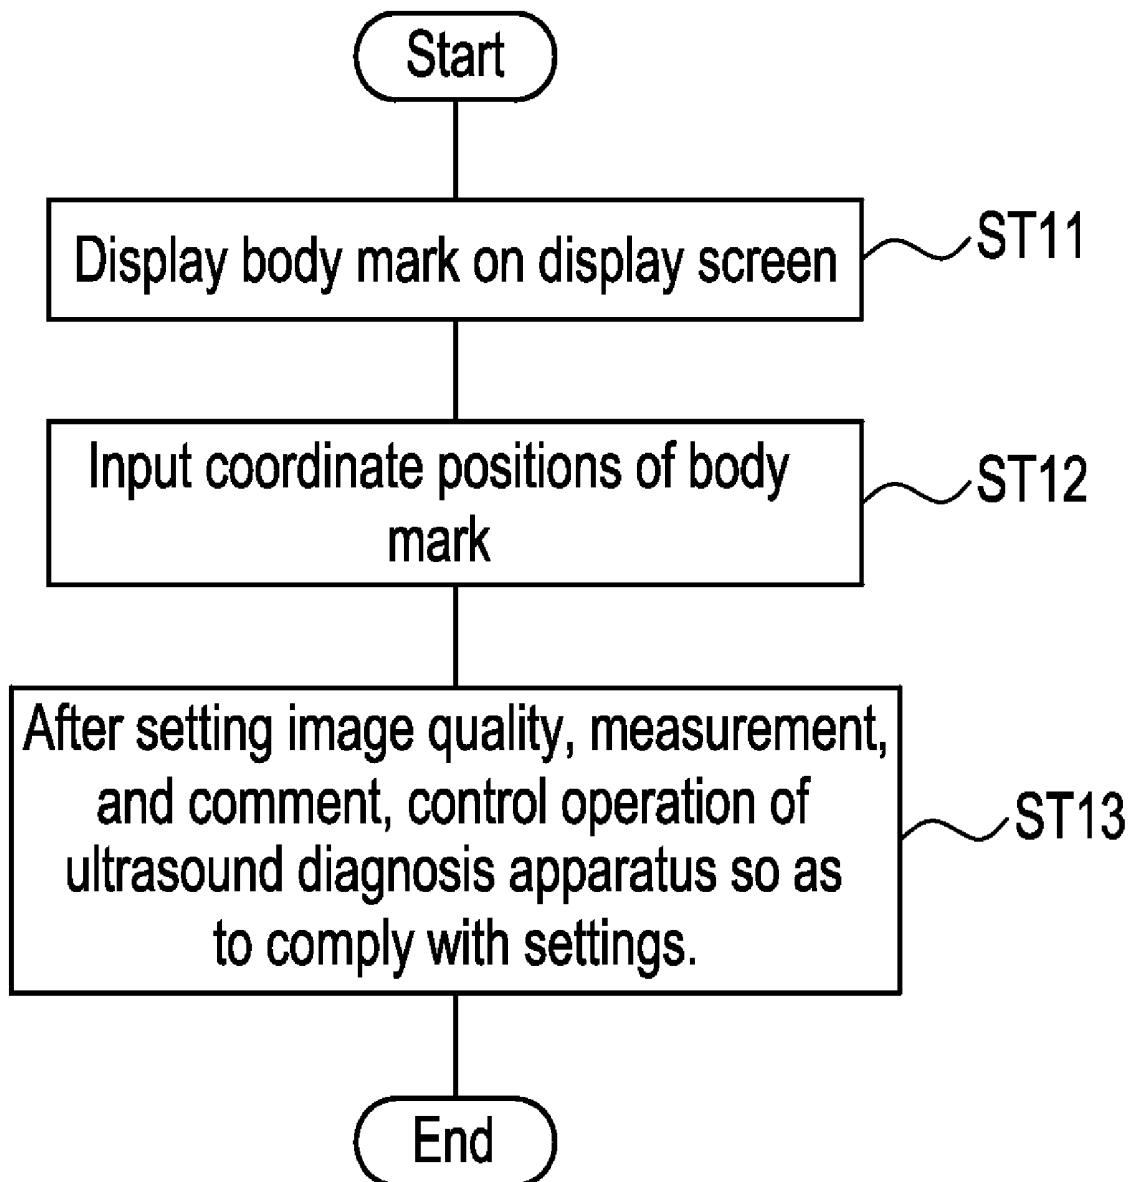 Start
Display body mark on display screen
ST11
Input coordinate positions of body
mark
ST12
After setting image quality, measurement,
and comment, control operation of
ultrasound diagnosis apparatus so as
to comply with settings.
ST13
End